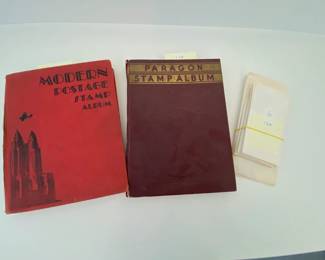 MODERN
POSTAGE
STAMP
ALBUM
PARAGON
STAMP ALBUM